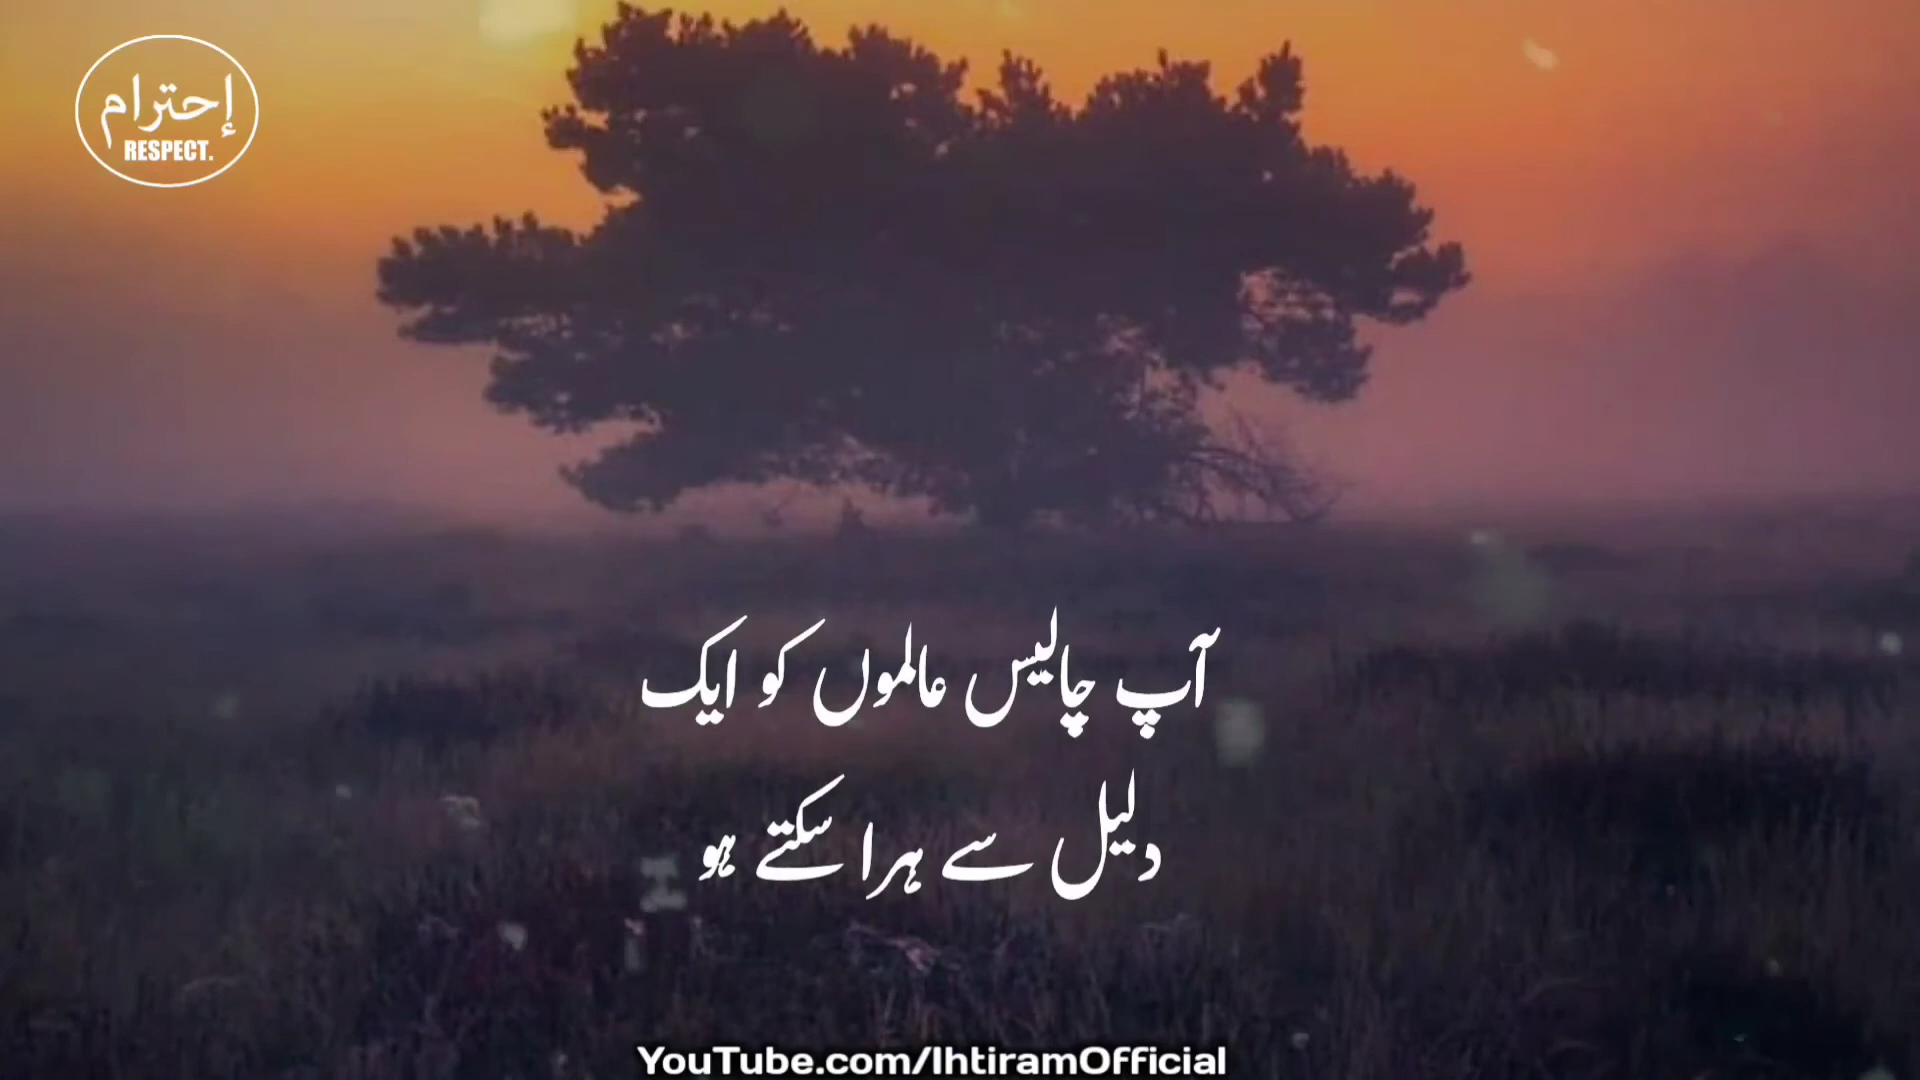 إحترام
RESPECT.
آپ چالیس عالموں کو ایک
دلیل سے ہرا سکتے ہو
YouTube.com/IhtiramOfficial